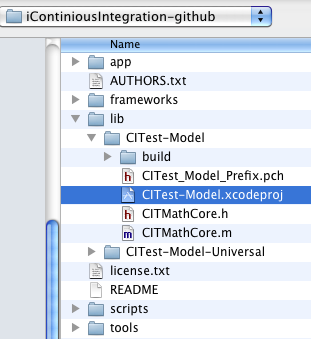 iContiniousIntegration-github
Name
app
AUTHORS.txt
frameworks
lib
CITest-Model
build
h CITest_Model_Prefix.pch
CITest-Model.xcodeproj
h CITMathCore.h
m CITMathCore.m
CITest-Model-Universal
license.txt
README
scripts
tools